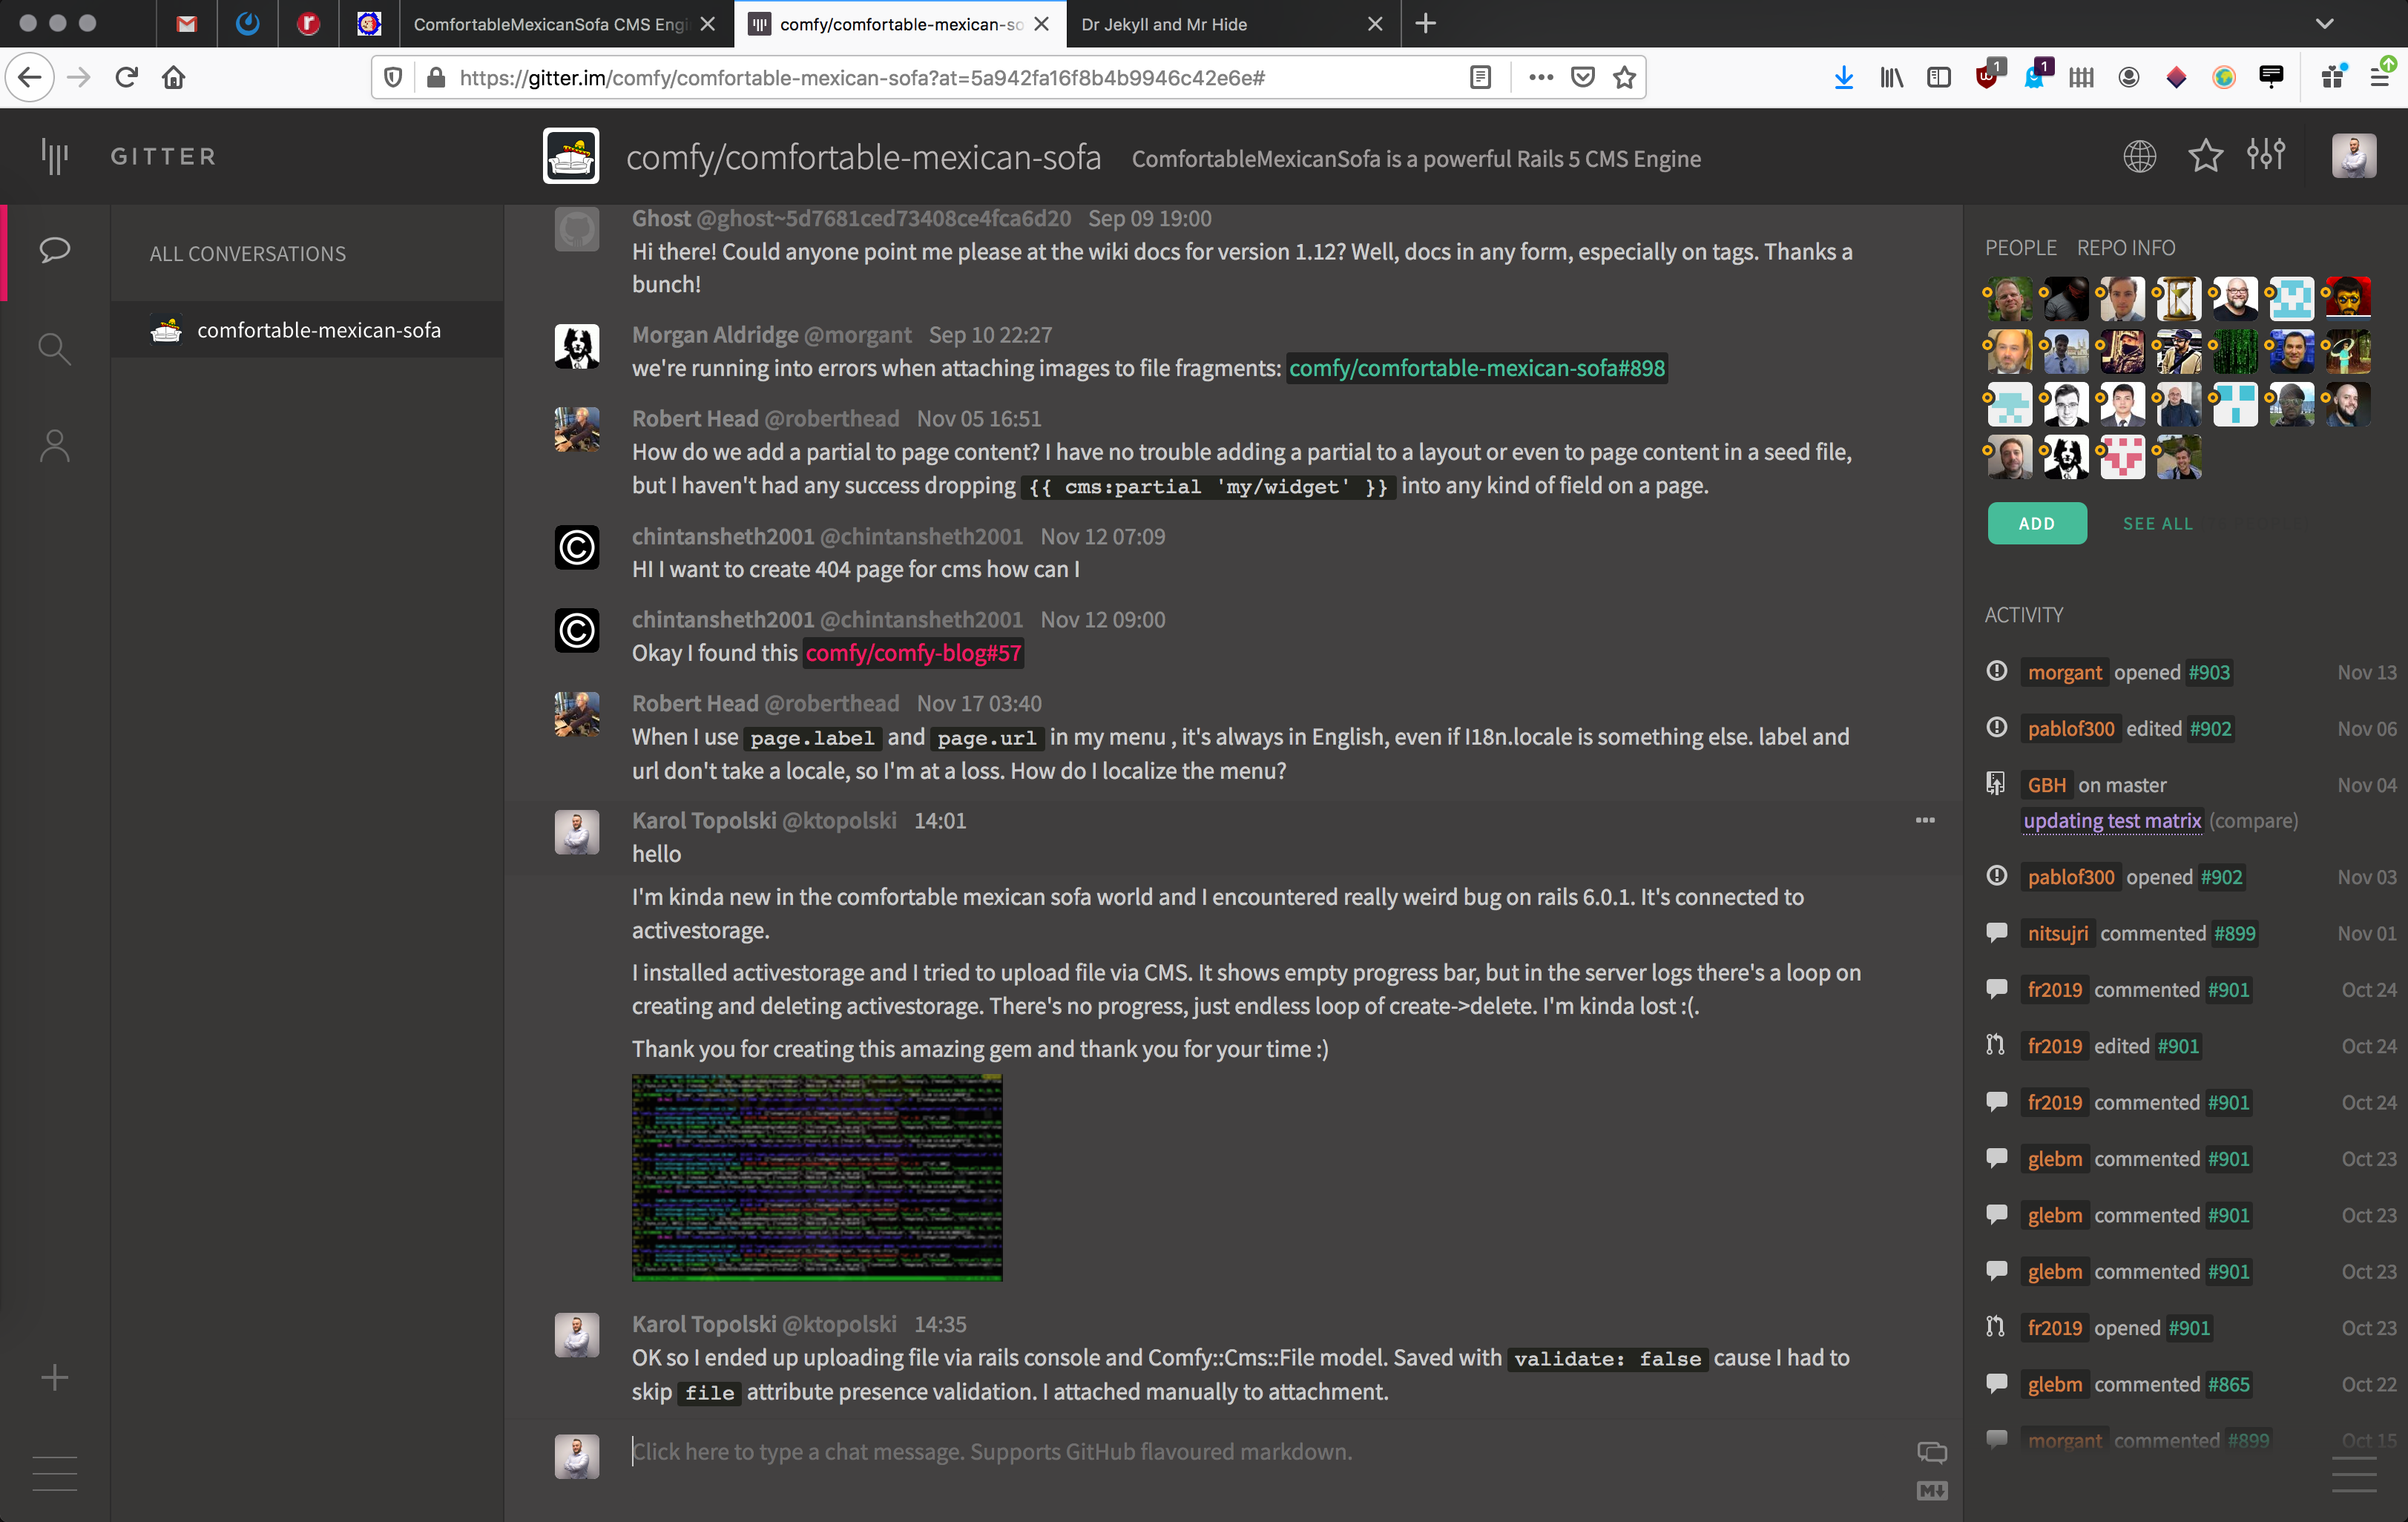 ComfortableMexicanSofa CMS Engi
comfy/comfortable-mexican-so
Dr Jekyll and Mr Hide
https://gitter.im/comfy/comfortable-mexican-sofa?at=5a942fa16f8b4b9946c42e6e#
1
1
GITTER
comfy/comfortable-mexican-sofa
ComfortableMexicanSofa is a powerful Rails 5 CMS Engine
ALL CONVERSATIONS
comfortable-mexican-sofa
Ghost @ghost~5d7681ced73408ce4fca6d20 Sep 09 19:00
Hi there! Could anyone point me please at the wiki docs for version 1.12? Well, docs in any form, especially on tags. Thanks a
bunch!
Morgan Aldridge @morgant Sep 10 22:27
we're running into errors when attaching images to file fragments: comfy/comfortable-mexican-sofa#898
Robert Head @roberthead Nov 05 16:51
How do we add a partial to page content? I have no trouble adding a partial to a layout or even to page content in a seed file,
but I haven't had any success dropping {{ cms:partial 'my/widget' }} into any kind of field on a page.
chintansheth2001 @chintansheth2001 Nov 12 07:09
HI I want to create 404 page for cms how can I
chintansheth2001 @chintansheth2001 Nov 12 09:00
Okay I found this comfy/comfy-blog#57
Robert Head @roberthead Nov 17 03:40
When I use page.label and page.url in my menu , it's always in English, even if I18n.locale is something else. label and
url don't take a locale, so I'm at a loss. How do I localize the menu?
Karol Topolski @ktopolski 14:01
hello
I'm kinda new in the comfortable mexican sofa world and I encountered really weird bug on rails 6.0.1. It's connected to
activestorage.
I installed activestorage and I tried to upload file via CMS. It shows empty progress bar, but in the server logs there's a loop on
creating and deleting activestorage. There's no progress, just endless loop of create->delete. I'm kinda lost :(.
Thank you for creating this amazing gem and thank you for your time :)
Karol Topolski @ktopolski 14:35
OK so I ended up uploading file via rails console and Comfy::Cms::File model. Saved with validate: false cause I had to
skip file attribute presence validation. I attached manually to attachment.
Click here to type a chat message. Supports GitHub flavoured markdown.
PEOPLE REPO INFO
ADD
SEE ALL
ACTIVITY
morgant opened #903 Nov 13
pablof300 edited #902 Nov 06
GBH on master Nov 04
updating test matrix (compare)
pablof300 opened #902 Nov 03
nitsujri commented #899 Nov 01
fr2019 commented #901 Oct 24
fr2019 edited #901 Oct 24
fr2019 commented #901 Oct 24
glebm commented #901 Oct 23
glebm commented #901 Oct 23
glebm commented #901 Oct 23
fr2019 opened #901 Oct 23
glebm commented #865 Oct 22
morgant commented #899 Oct 15